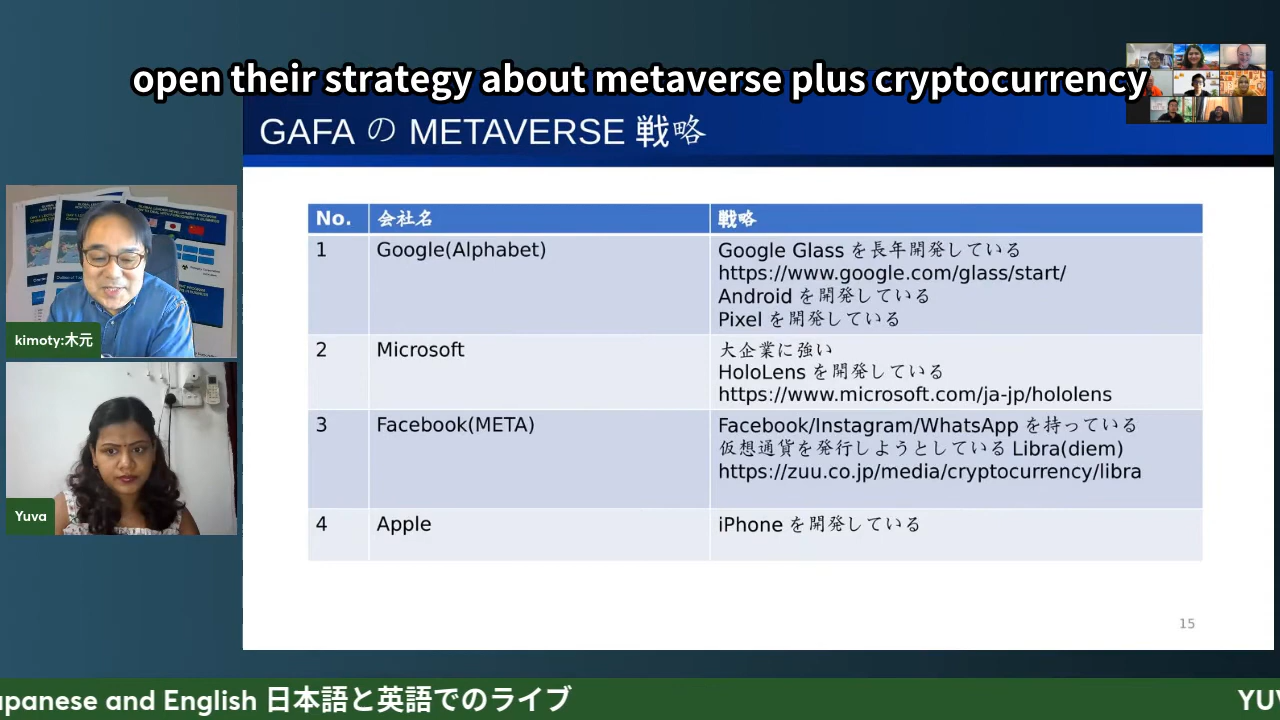 open their strategy about metaverse plus cryptocurrency
GAFA の METAVERSE 戦略
No. 会社名 戦略
1 Google(Alphabet) Google Glass を長年開発している
https://www.google.com/glass/start/
Android を開発している
Pixel を開発している
2 Microsoft 大企業に強い
HoloLens を開発している
https://www.microsoft.com/ja-jp/hololens
3 Facebook(META) Facebook/Instagram/WhatsApp を持っている
仮想通貨を発行しようとしている Libra(diem)
https://zuu.co.jp/media/cryptocurrency/libra
4 Apple iPhone を開発している
15
kimoty:木元
Yuva
apanese and English 日本語と英語でのライブ
YUV